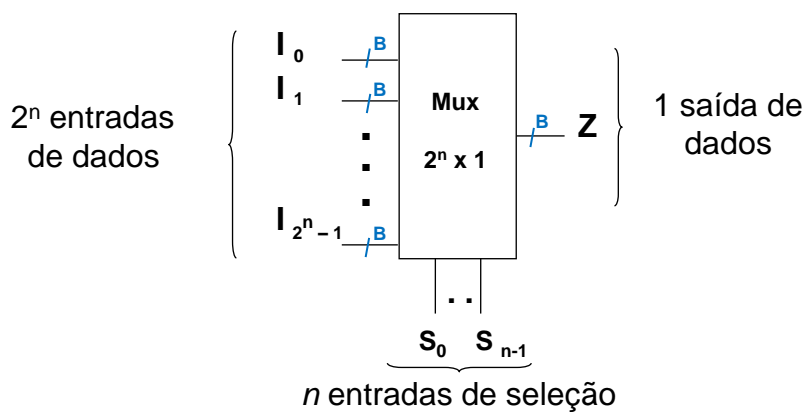 I 0 B
I 1 B
2ⁿ entradas
de dados
Mux
2ⁿ x 1
B Z
1 saída de
dados
I 2ⁿ – 1 B
S0 S n-1
n entradas de seleção